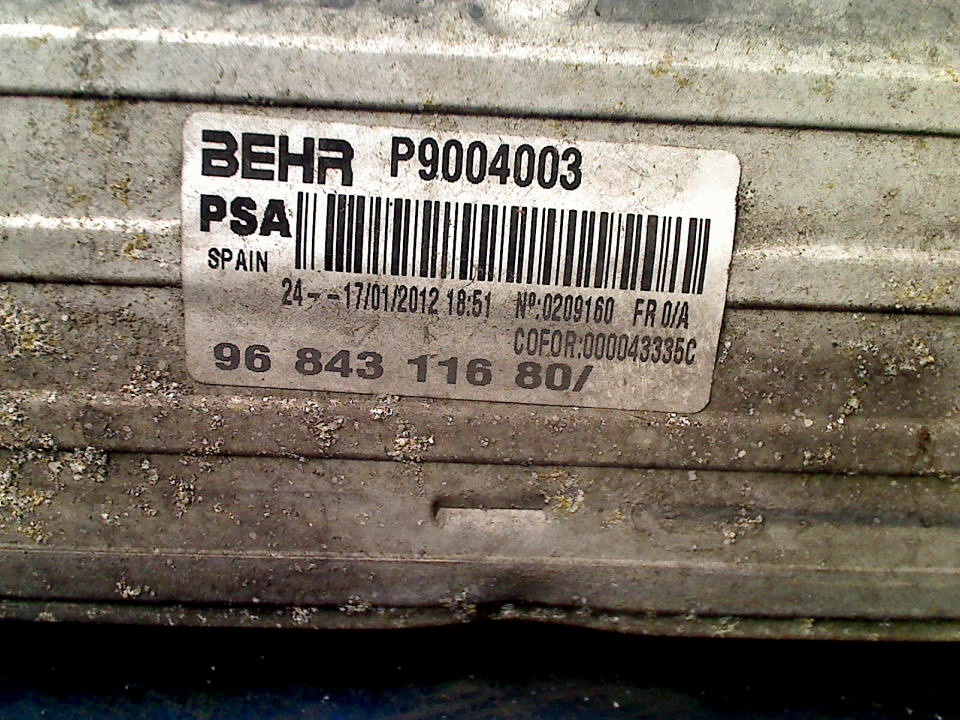 BEHR P9004003
PSA
SPAIN
24-- -17/01/2012 18:51 Nº:0209160 FR 0/A
COFOR:000043335C
96 843 116 80/